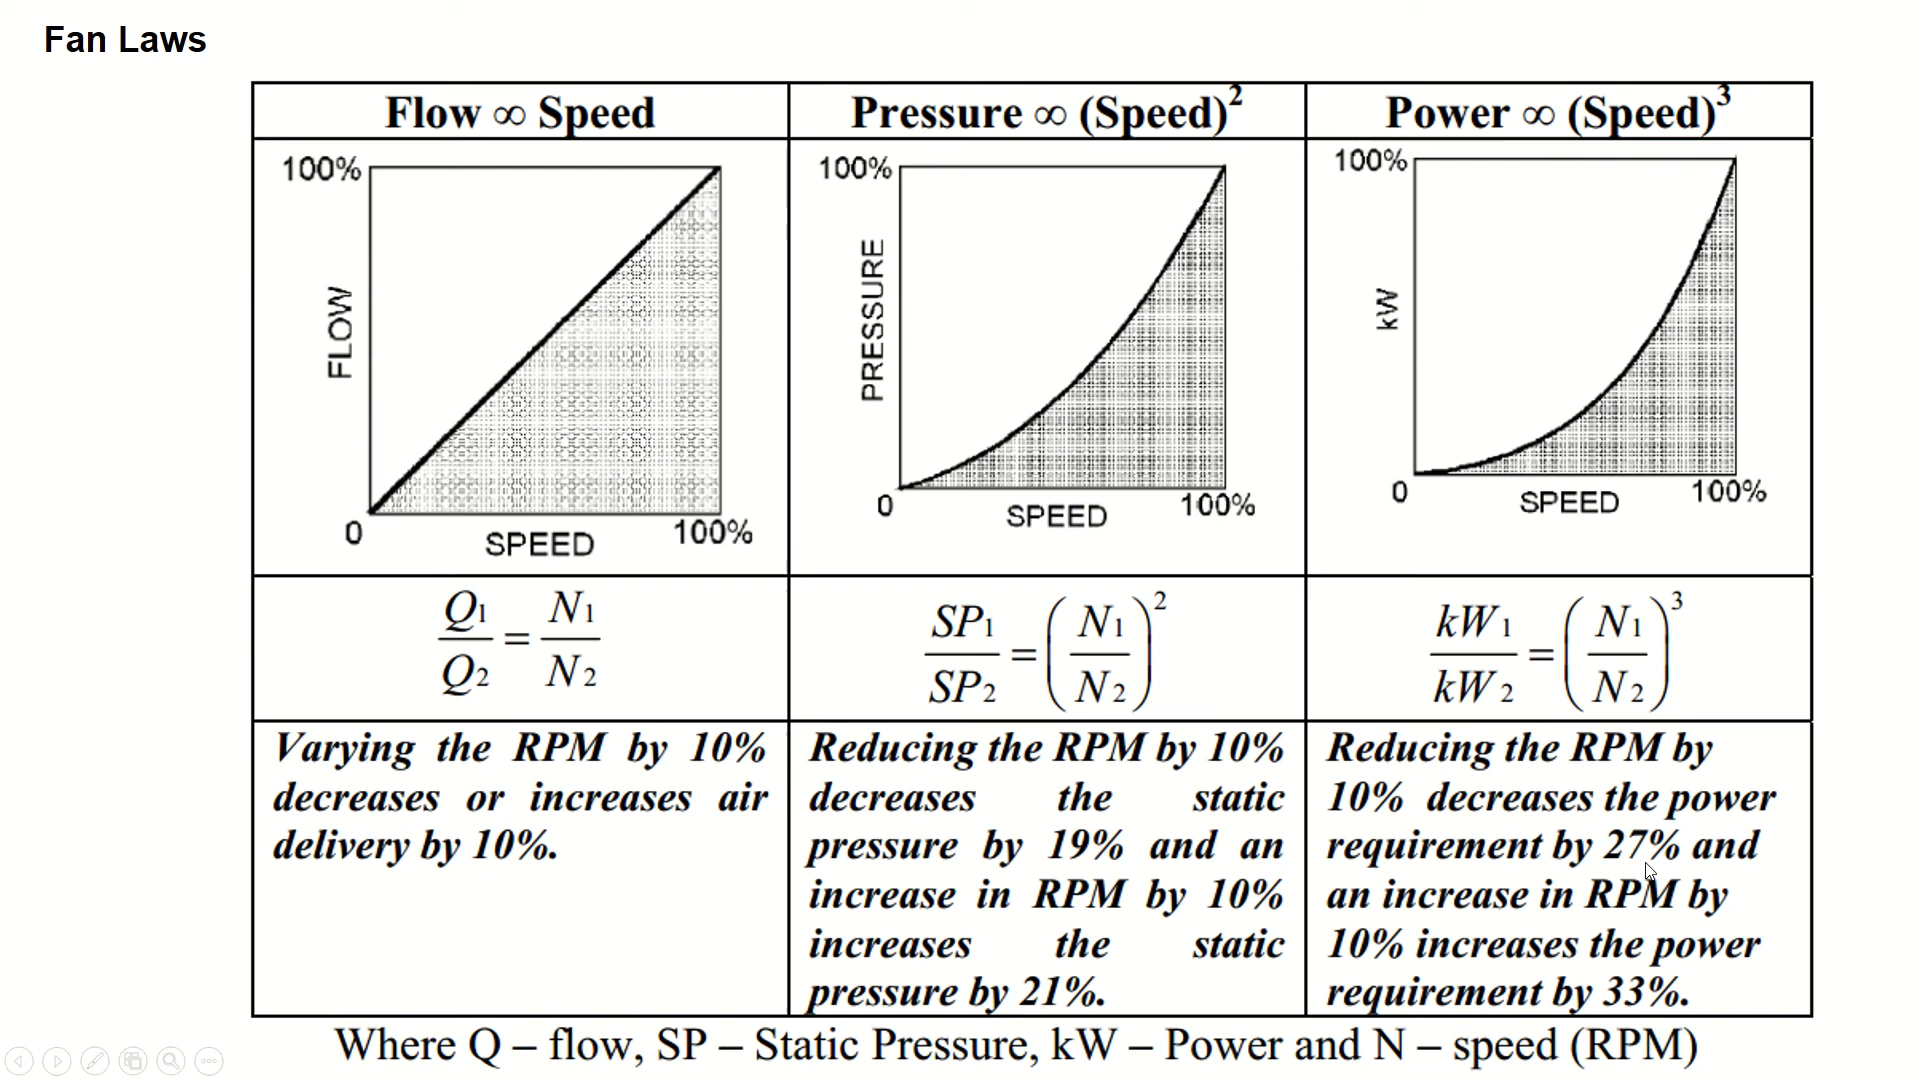 Fan Laws
Flow ∞ Speed
Pressure ∞ (Speed)²
Power ∞ (Speed)³
100%
FLOW
0
SPEED
100%
100%
PRESSURE
0
SPEED
100%
100%
kW
0
SPEED
100%
Q1/Q2 = N1/N2
SP1/SP2 = (N1/N2)²
kW1/kW2 = (N1/N2)³
Varying the RPM by 10%
decreases or increases air
delivery by 10%.
Reducing the RPM by 10%
decreases the static
pressure by 19% and an
increase in RPM by 10%
increases the static
pressure by 21%.
Reducing the RPM by
10% decreases the power
requirement by 27% and
an increase in RPM by
10% increases the power
requirement by 33%.
Where Q – flow, SP – Static Pressure, kW – Power and N – speed (RPM)